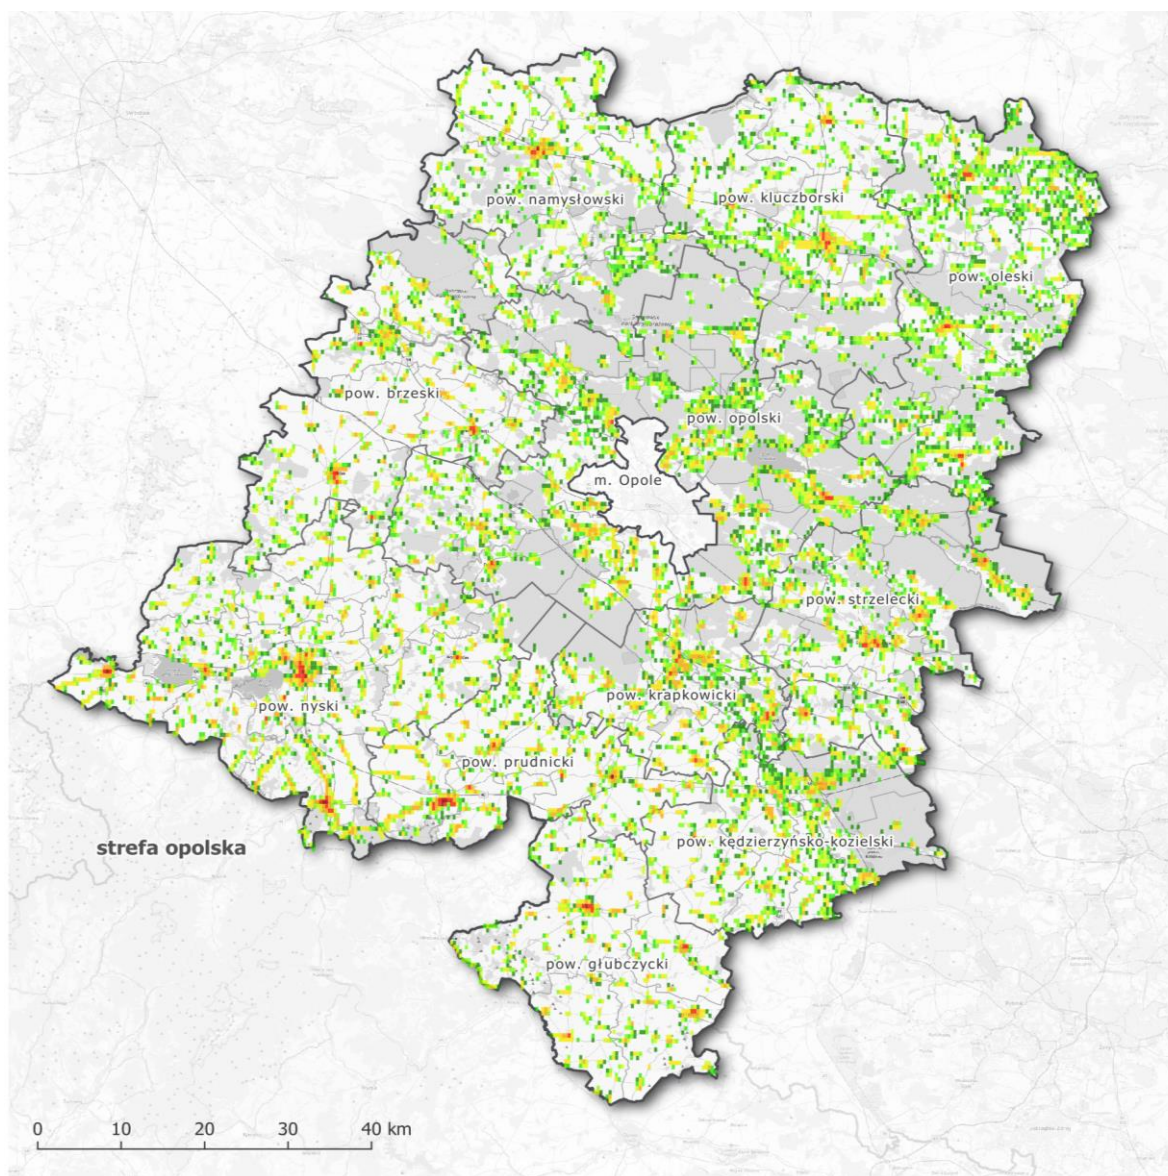 pow. namysłowski
pow. kluczborski
pow. oleski
pow. brzeski
pow. opolski
m. Opole
pow. strzelecki
pow. krapkowicki
pow. nyski
pow. prudnicki
strefa opolska
pow. kędzierzyńsko-kozielski
pow. głubczycki
0 10 20 30 40 km